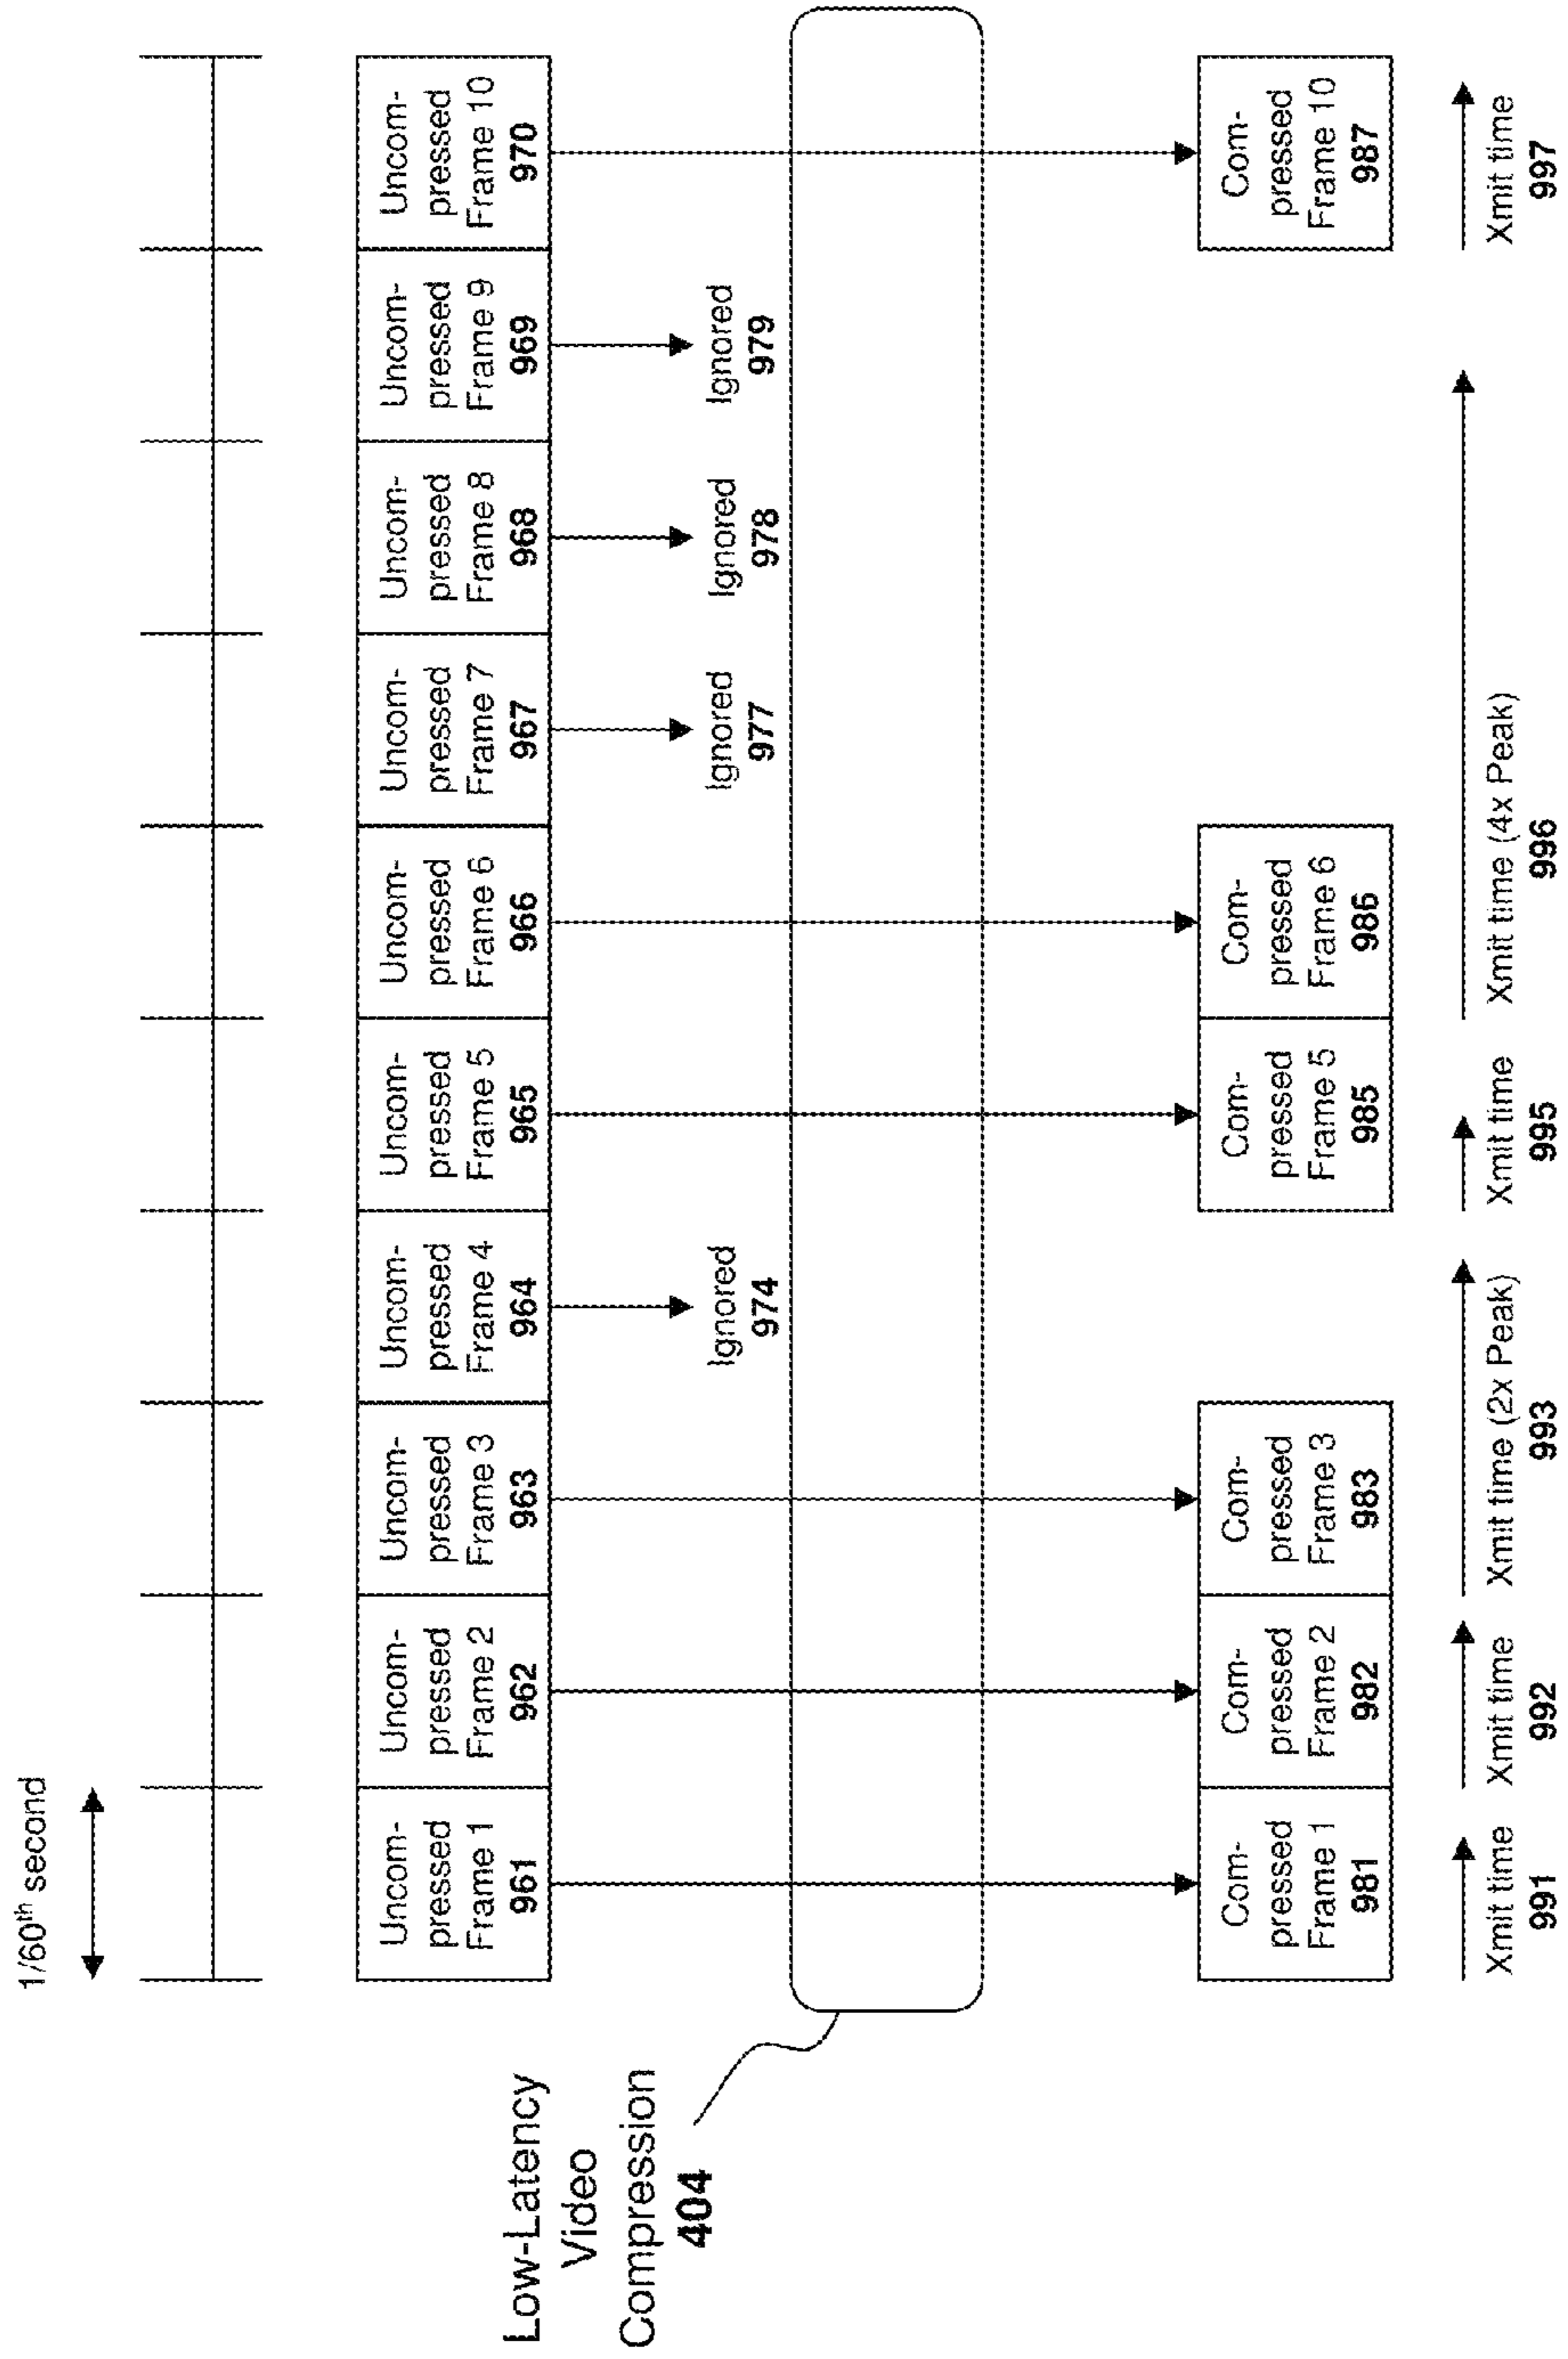 1/60th second
Uncom-
pressed
Frame 1
961
Uncom-
pressed
Frame 2
962
Uncom-
pressed
Frame 3
963
Uncom-
pressed
Frame 4
964
Uncom-
pressed
Frame 5
965
Uncom-
pressed
Frame 6
966
Uncom-
pressed
Frame 7
967
Uncom-
pressed
Frame 8
968
Uncom-
pressed
Frame 9
969
Uncom-
pressed
Frame 10
970
Low-Latency
Video
Compression
404
Ignored
974
Ignored
977
Ignored
978
Ignored
979
Com-
pressed
Frame 1
981
Com-
pressed
Frame 2
982
Com-
pressed
Frame 3
983
Com-
pressed
Frame 5
985
Com-
pressed
Frame 6
986
Com-
pressed
Frame 10
987
Xmit time
991
Xmit time
992
Xmit time (2x Peak)
993
Xmit time
995
Xmit time (4x Peak)
996
Xmit time
997